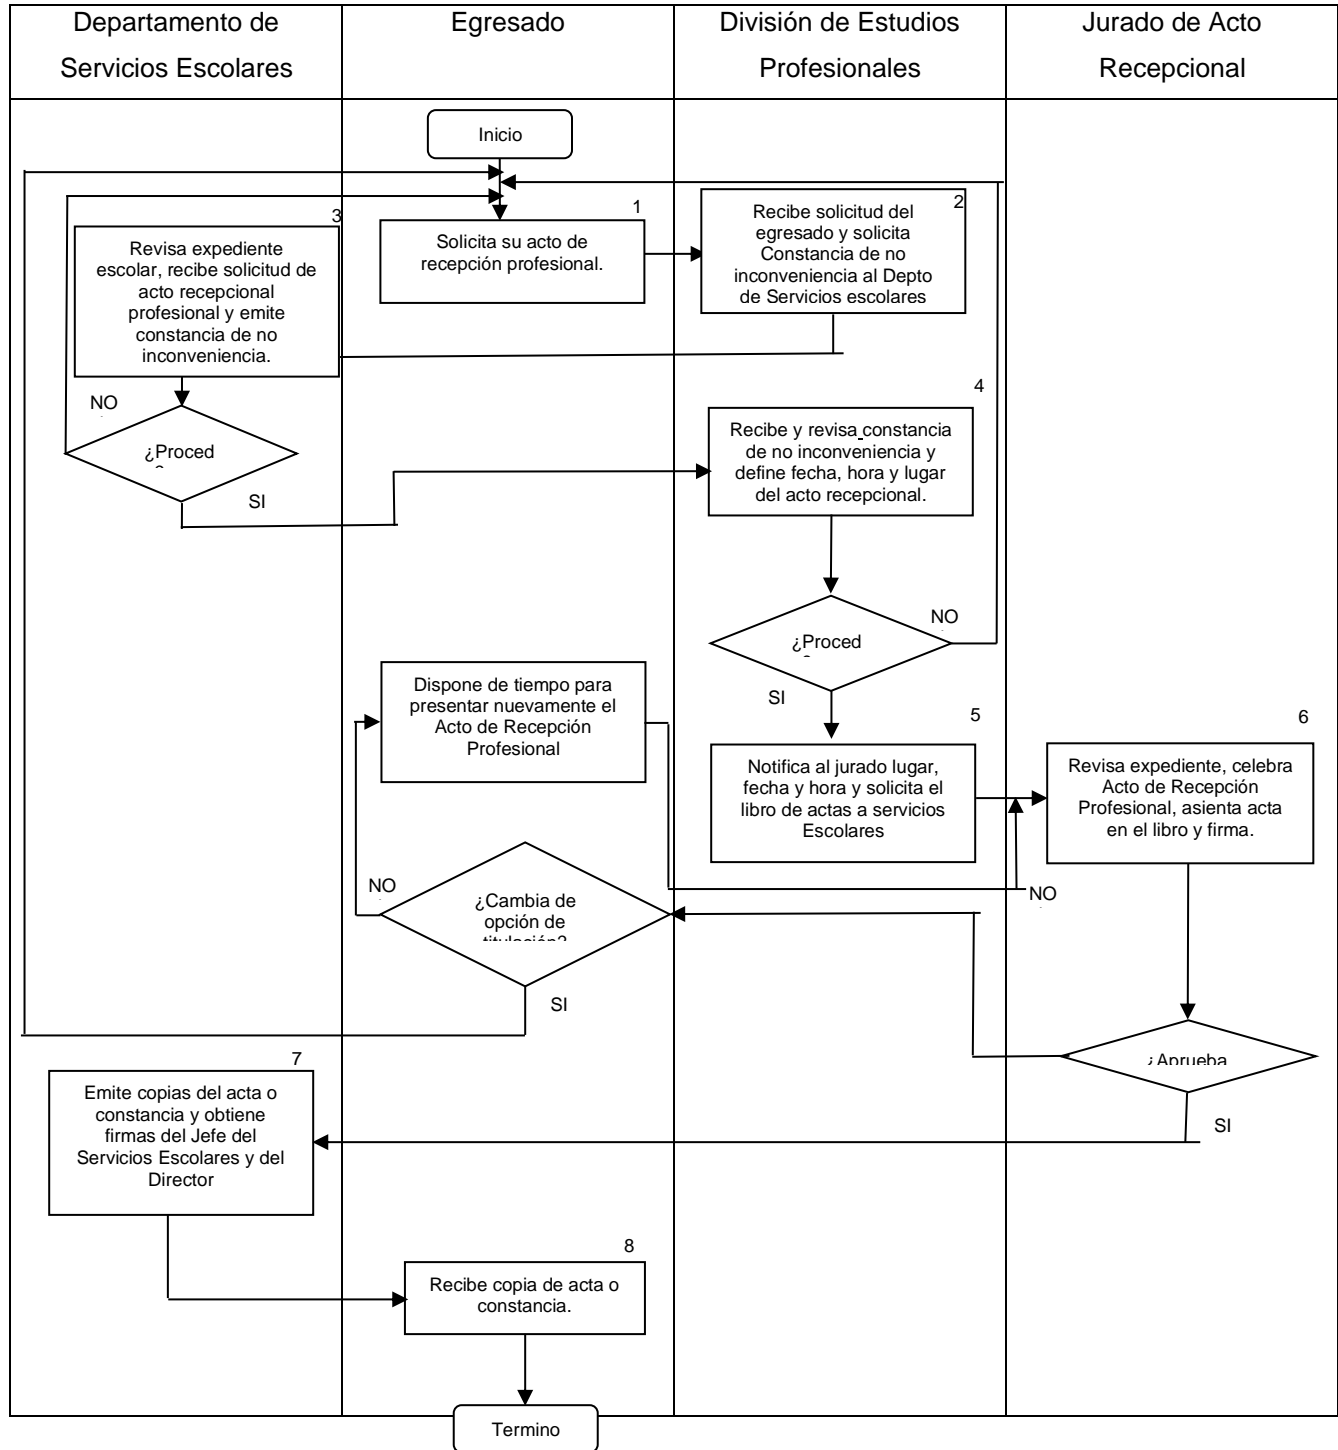 Departamento de
Servicios Escolares
Egresado
División de Estudios
Profesionales
Jurado de Acto
Recepcional
Inicio
1
Solicita su acto de
recepción profesional.
2
Recibe solicitud del
egresado y solicita
Constancia de no
inconveniencia al Depto
de Servicios escolares
3
Revisa expediente
escolar, recibe solicitud de
acto recepcional
profesional y emite
constancia de no
inconveniencia.
NO
¿Proced
SI
4
Recibe y revisa constancia
de no inconveniencia y
define fecha, hora y lugar
del acto recepcional.
¿Proced
NO
SI
Dispone de tiempo para
presentar nuevamente el
Acto de Recepción
Profesional
5
Notifica al jurado lugar,
fecha y hora y solicita el
libro de actas a servicios
Escolares
6
Revisa expediente, celebra
Acto de Recepción
Profesional, asienta acta
en el libro y firma.
NO
¿Cambia de
opción de
titulación?
SI
NO
¿Aprueba
SI
7
Emite copias del acta o
constancia y obtiene
firmas del Jefe del
Servicios Escolares y del
Director
8
Recibe copia de acta o
constancia.
Termino